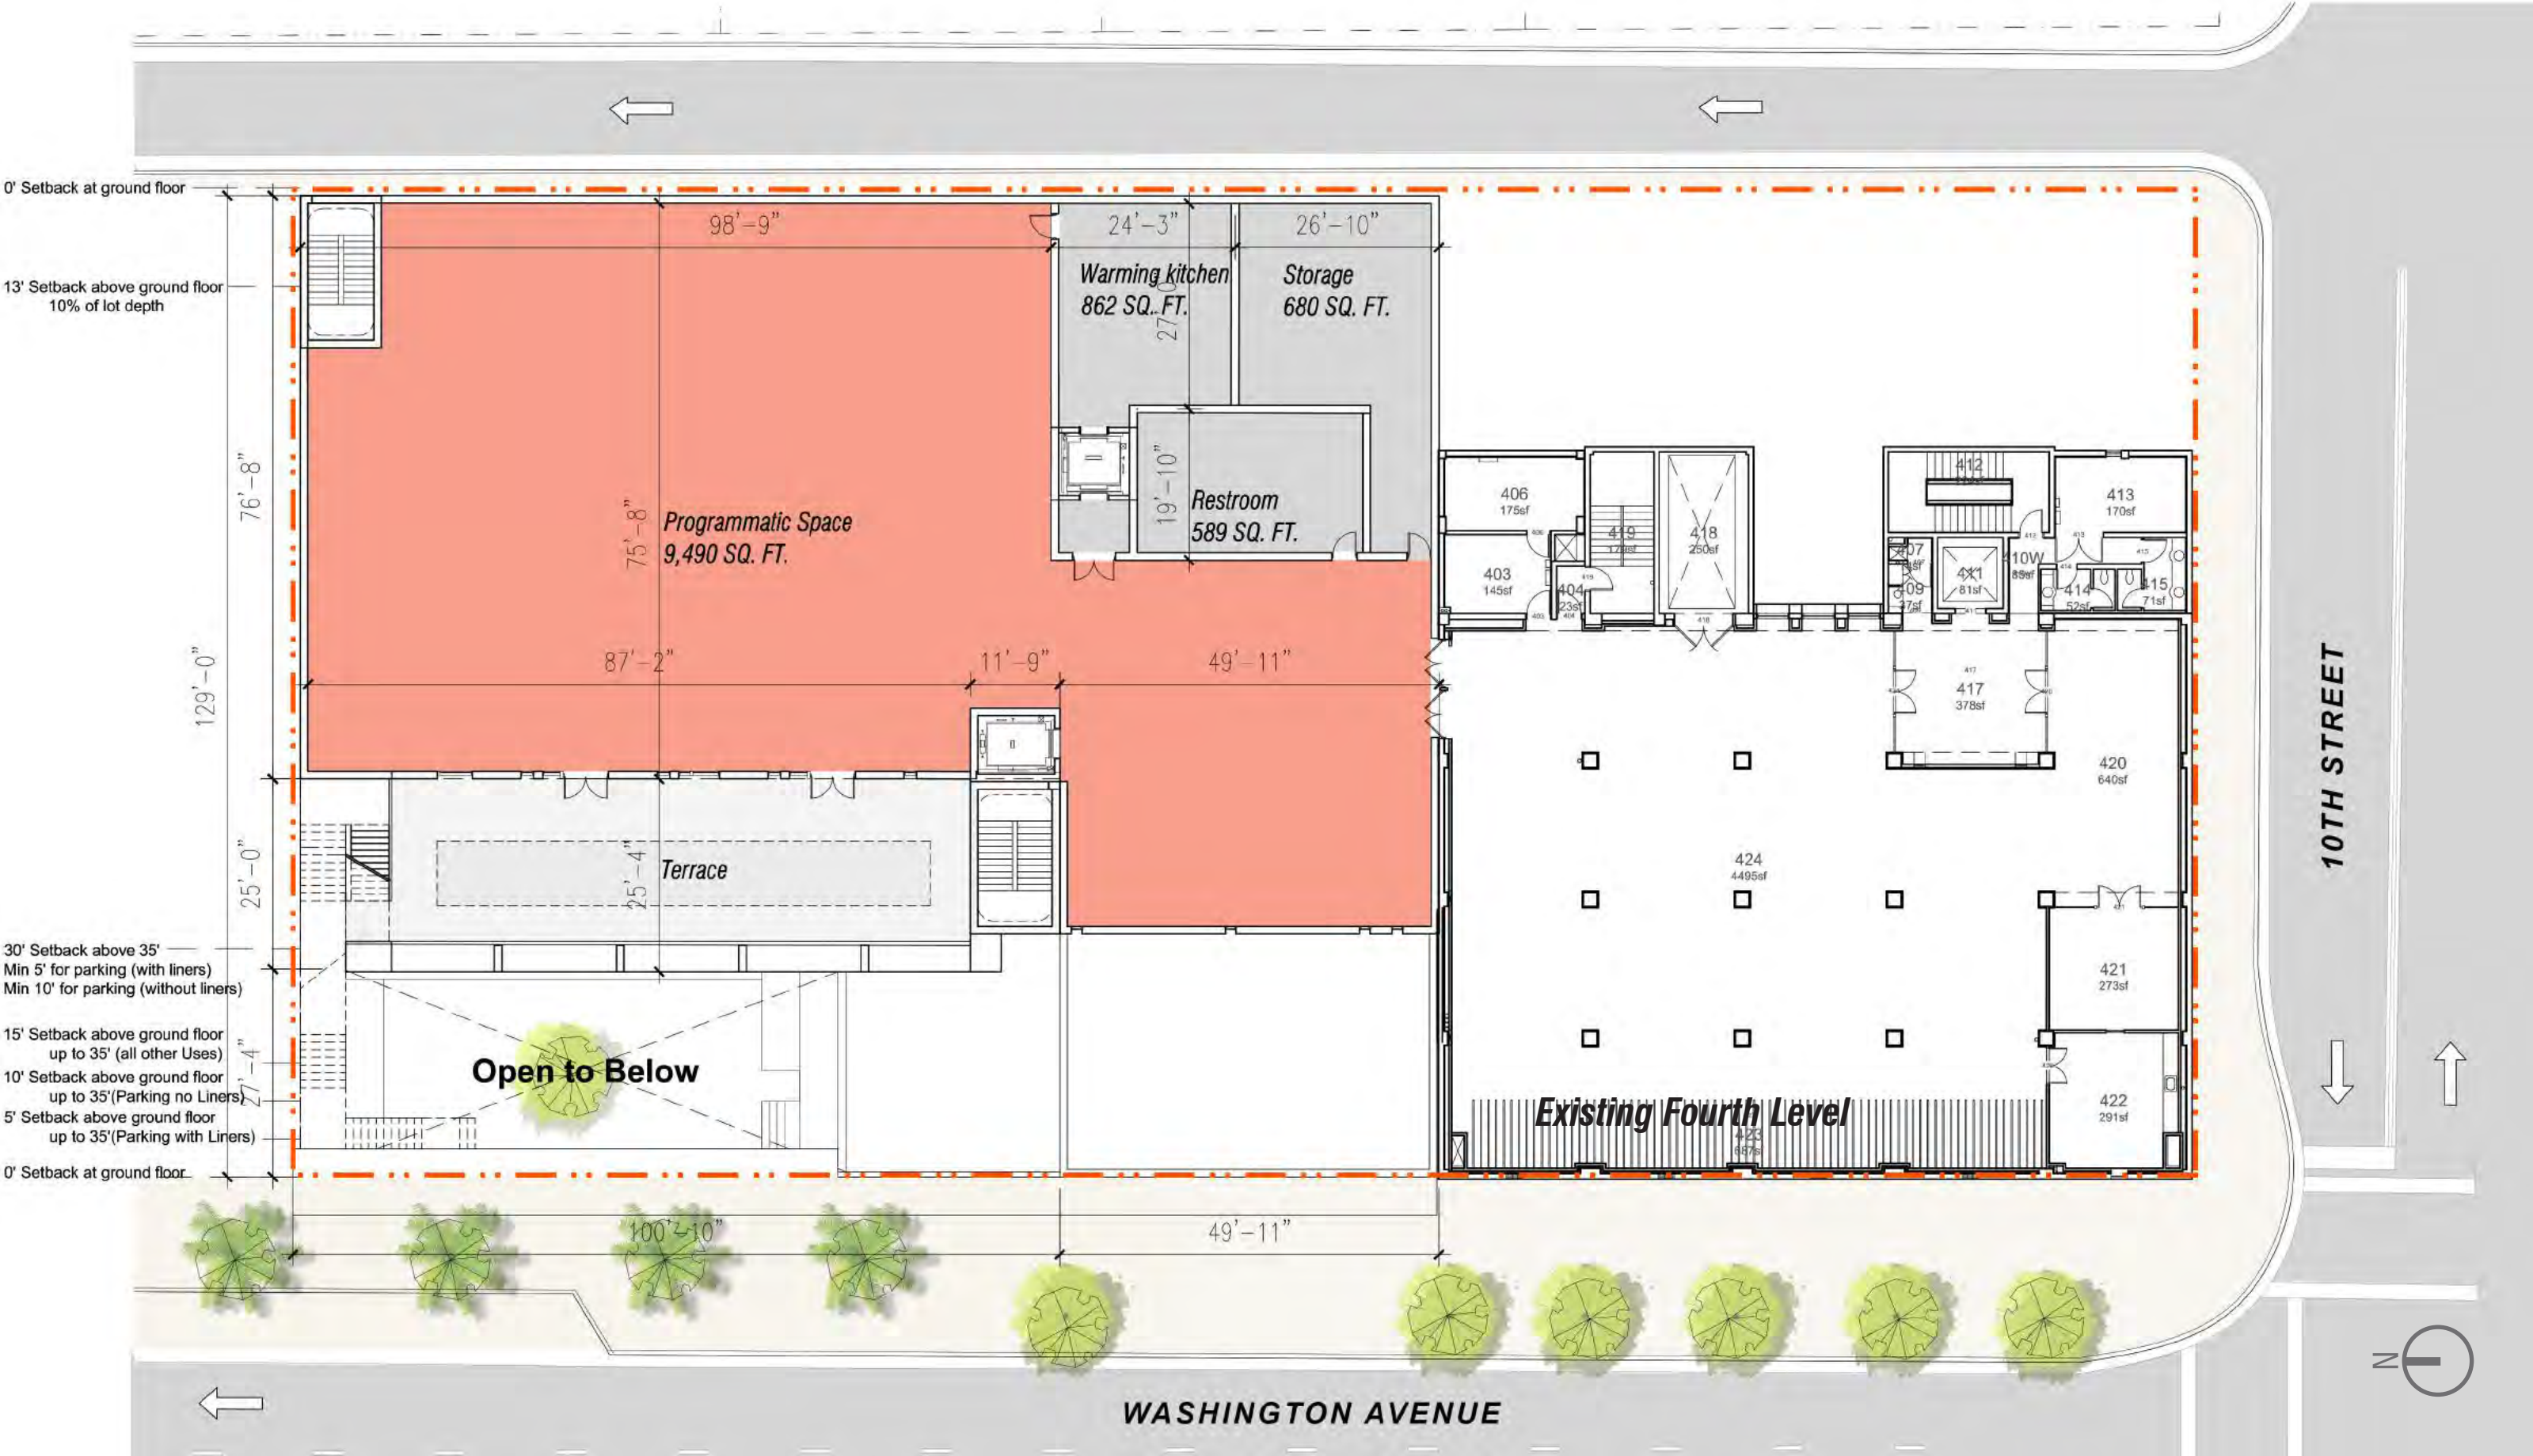 0' Setback at ground floor
13' Setback above ground floor
10% of lot depth
98'-9"
24'-3"
26'-10"
Warming kitchen
862 SQ. FT.
Storage
680 SQ. FT.
76'-8"
19'-10"
Restroom
589 SQ. FT.
75'-8"
Programmatic Space
9,490 SQ. FT.
129'-0"
87'-2"
11'-9"
49'-11"
406
175sf
419
418
250sf
403
145sf
404
23sf
412
413
170sf
411
81sf
414
52sf
415
71sf
417
378sf
420
640sf
10TH STREET
25'-0"
25'-4"
Terrace
424
4495sf
30' Setback above 35'
Min 5' for parking (with liners)
Min 10' for parking (without liners)
421
273sf
15' Setback above ground floor
up to 35' (all other Uses)
10' Setback above ground floor
up to 35'(Parking no Liners)
5' Setback above ground floor
up to 35'(Parking with Liners)
0' Setback at ground floor
27'-4"
Open to Below
Existing Fourth Level
423
422
291sf
100'-10"
49'-11"
N
WASHINGTON AVENUE